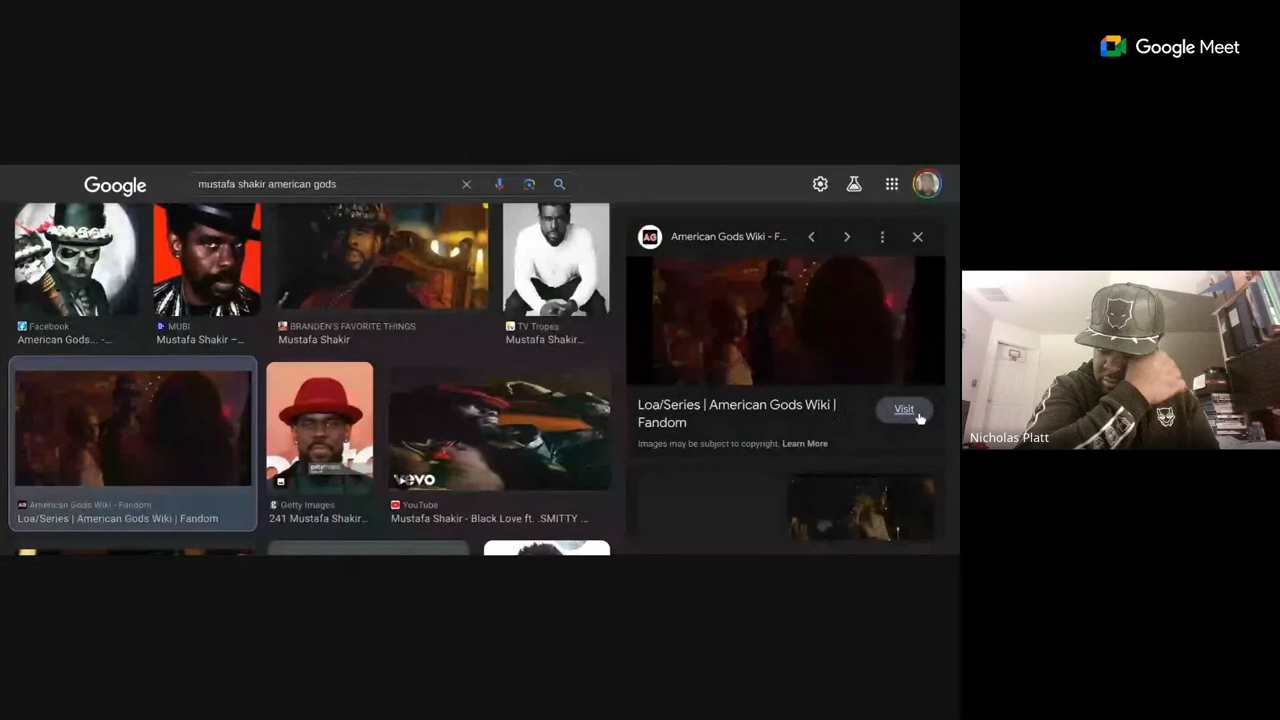 Google Meet
Google
mustafa shakir american gods
American Gods Wiki - F...
Facebook
American Gods... -...
MUBI
Mustafa Shakir –...
BRANDEN'S FAVORITE THINGS
Mustafa Shakir
TV Tropes
Mustafa Shakir...
Loa/Series | American Gods Wiki |
Fandom
Visit
Images may be subject to copyright. Learn More
Nicholas Platt
gettyimages
vevo
American Gods Wiki - Fandom
Loa/Series | American Gods Wiki | Fandom
Getty Images
241 Mustafa Shakir...
YouTube
Mustafa Shakir - Black Love ft. .SMITTY ...
AG